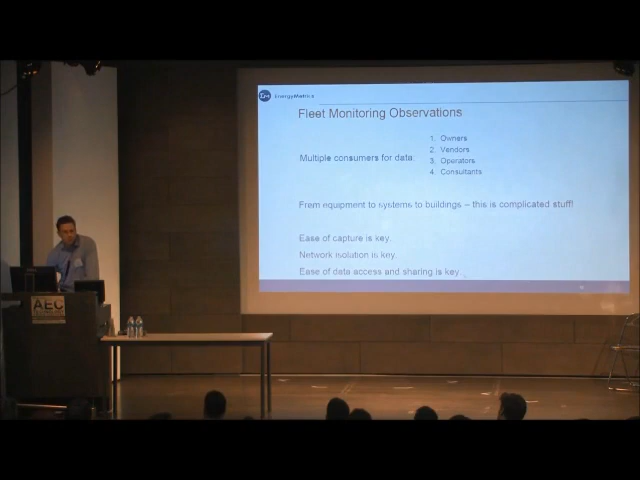 EnergyMetrics
Fleet Monitoring Observations
Multiple consumers for data:
1. Owners
2. Vendors
3. Operators
4. Consultants
From equipment to systems to buildings – this is complicated stuff!
Ease of capture is key.
Network isolation is key.
Ease of data access and sharing is key.
AEC